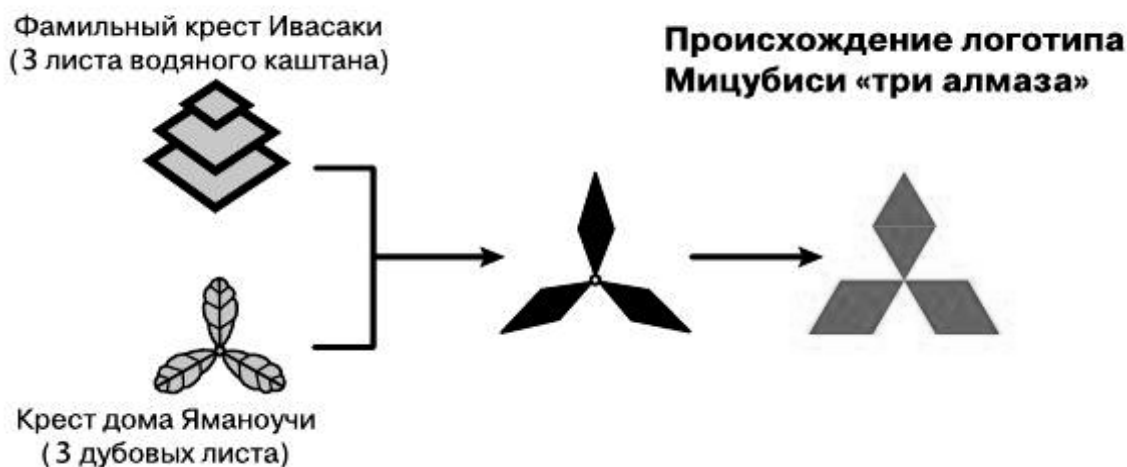 Фамильный крест Ивасаки
(3 листа водяного каштана)
Происхождение логотипа
Мицубиси «три алмаза»
Крест дома Яманоучи
(3 дубовых листа)